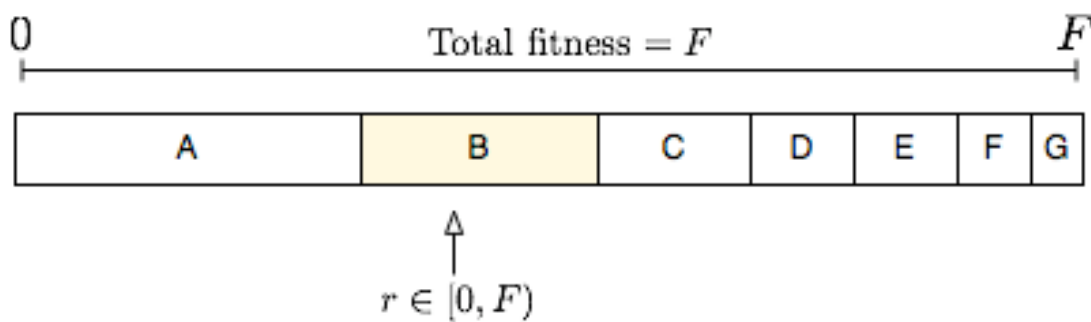 0 Total fitness = F F
A B C D E F G
r ∈ [0, F)